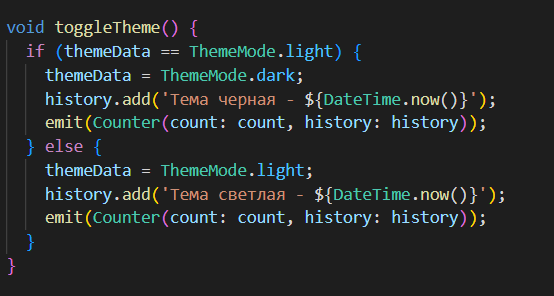 void toggleTheme() {
if (themeData == ThemeMode.light) {
themeData = ThemeMode.dark;
history.add('Тема черная - ${DateTime.now()}');
emit(Counter(count: count, history: history));
} else {
themeData = ThemeMode.light;
history.add('Тема светлая - ${DateTime.now()}');
emit(Counter(count: count, history: history));
}
}